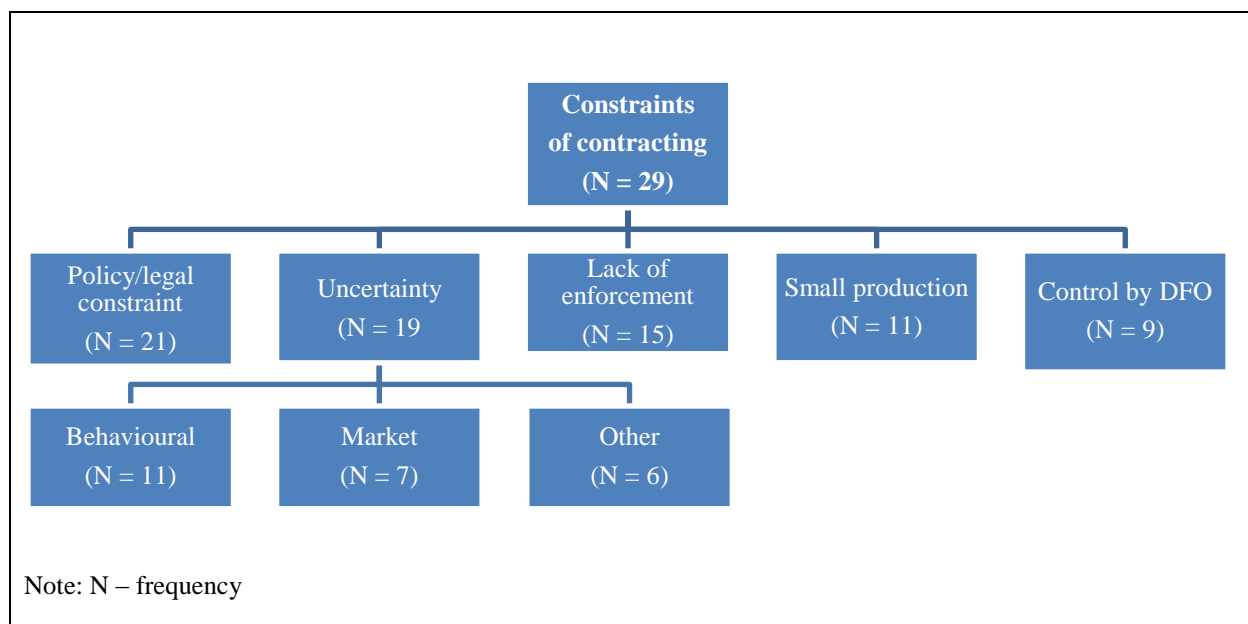 Constraints
of contracting
(N = 29)
Policy/legal
constraint
(N = 21)
Uncertainty
(N = 19
Lack of
enforcement
(N = 15)
Small production
(N = 11)
Control by DFO
(N = 9)
Behavioural
(N = 11)
Market
(N = 7)
Other
(N = 6)
Note: N – frequency